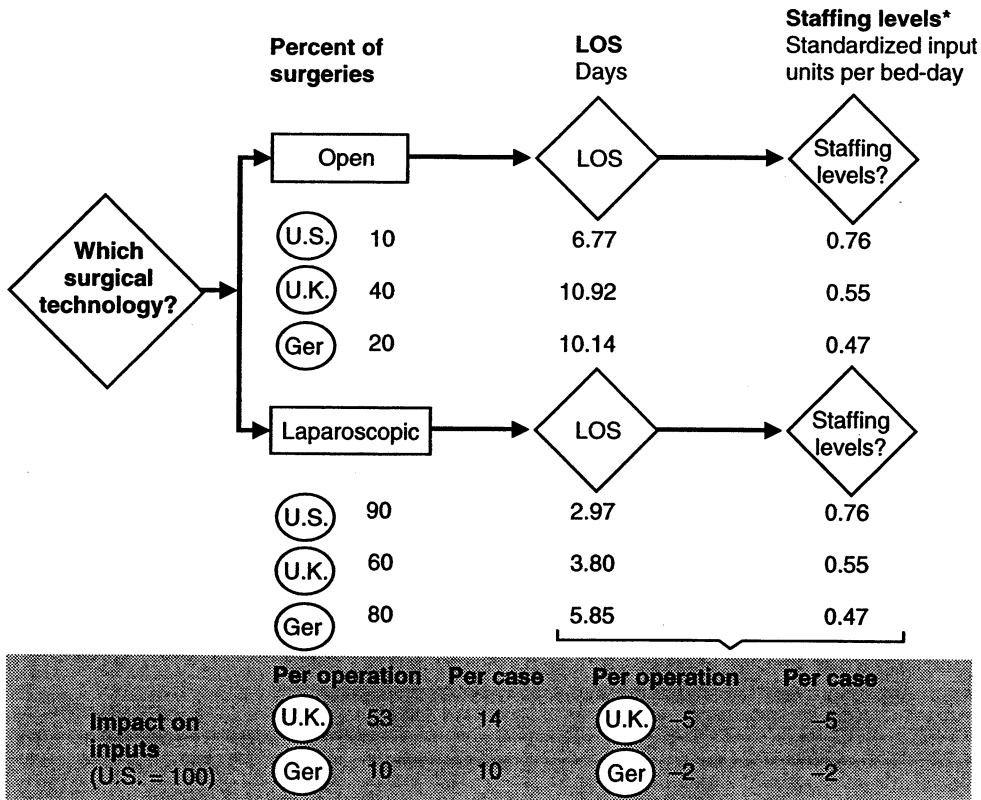 Percent of
surgeries
LOS
Days
Staffing levels*
Standardized input
units per bed-day
Which
surgical
technology?
Open
LOS
Staffing
levels?
U.S. 10 6.77 0.76
U.K. 40 10.92 0.55
Ger 20 10.14 0.47
Laparoscopic
LOS
Staffing
levels?
U.S. 90 2.97 0.76
U.K. 60 3.80 0.55
Ger 80 5.85 0.47
Impact on
inputs
(U.S. = 100)
Per operation Per case Per operation Per case
U.K. 53 14 U.K. –5 –5
Ger 10 10 Ger –2 –2